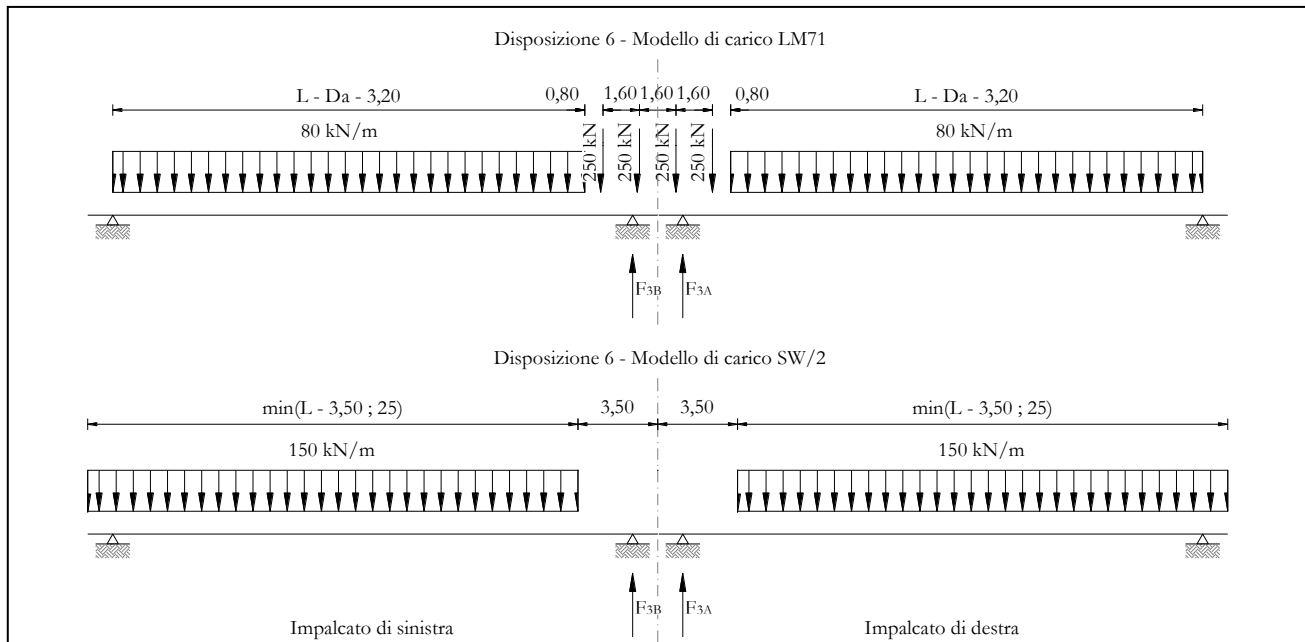 Disposizione 6 - Modello di carico LM71
L - Da - 3,20 0,80 1,60 1,60 1,60 0,80 L - Da - 3,20
80 kN/m 250 kN 250 kN 250 kN 250 kN 80 kN/m
F3B F3A
Disposizione 6 - Modello di carico SW/2
min(L - 3,50 ; 25) 3,50 3,50 min(L - 3,50 ; 25)
150 kN/m 150 kN/m
F3B F3A
Impalcato di sinistra Impalcato di destra